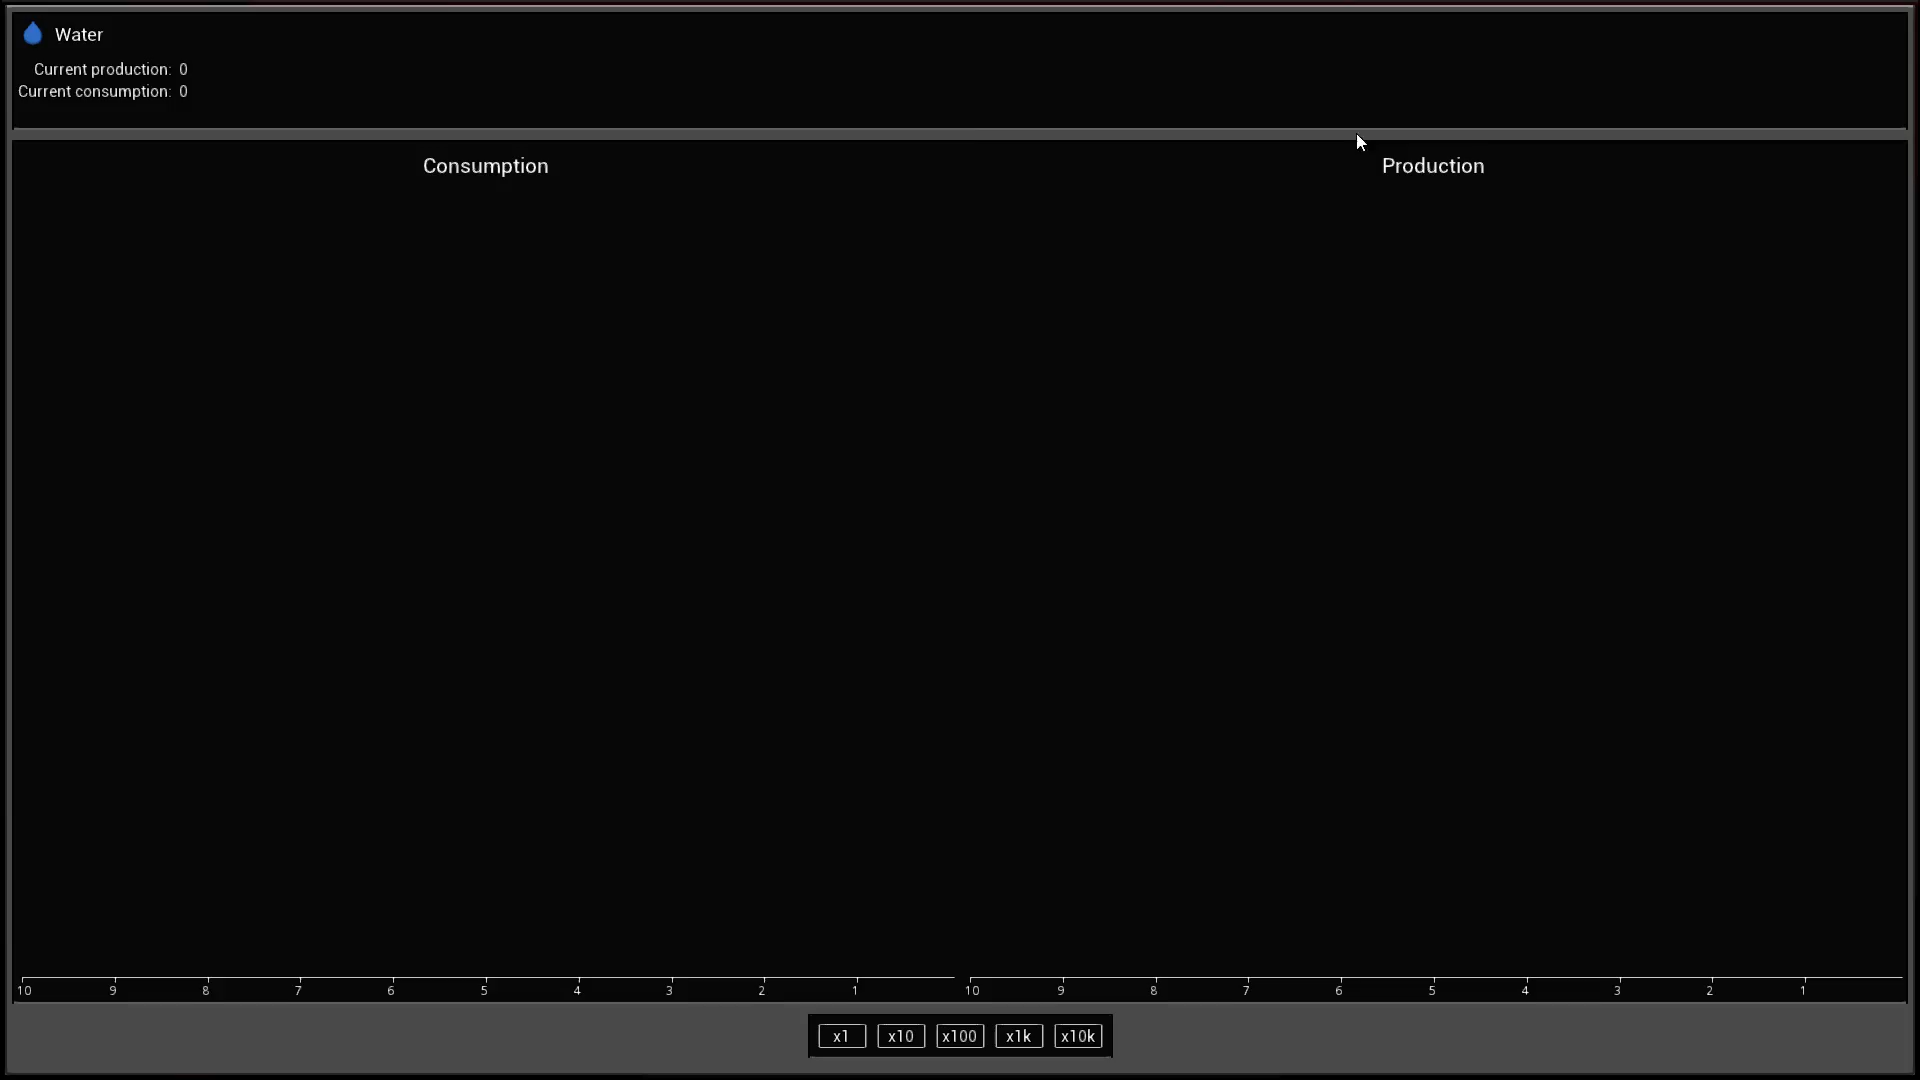 Water
Current production: 0
Current consumption: 0
Consumption Production
10 9 8 7 6 5 4 3 2 1 10 9 8 7 6 5 4 3 2 1
x1 x10 x100 x1k x10k